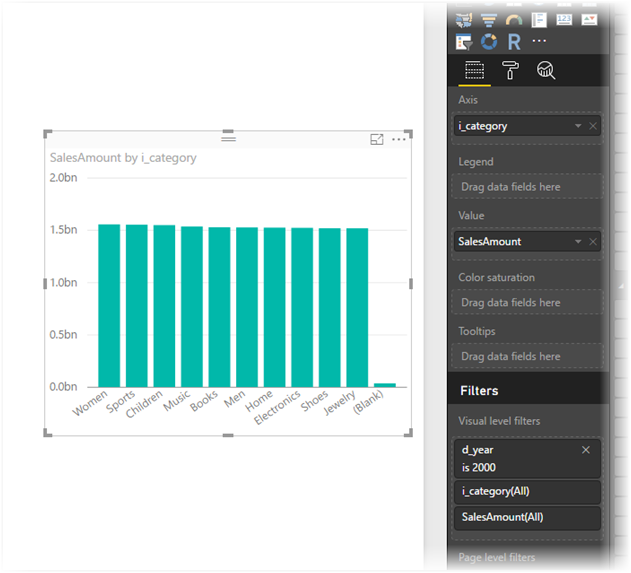 SalesAmount by i_category
2.0bn
1.5bn
1.0bn
0.5bn
0.0bn
Women
Sports
Children
Music
Books
Men
Home
Electronics
Shoes
Jewelry
(Blank)
123
R
Axis
i_category
Legend
Drag data fields here
Value
SalesAmount
Color saturation
Drag data fields here
Tooltips
Drag data fields here
Filters
Visual level filters
d_year
is 2000
i_category(All)
SalesAmount(All)
Page level filters